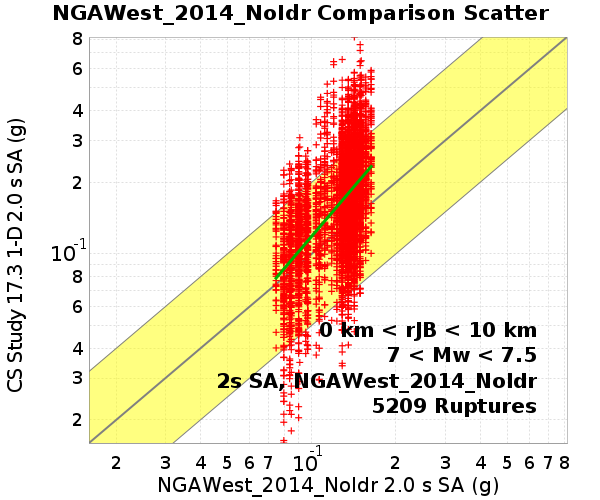 NGAWest_2014_NoIdr Comparison Scatter
CS Study 17.3 1-D 2.0 s SA (g)
8
6
4
3
2
10^-1
8
6
4
3
2
0 km < rJB < 10 km
7 < Mw < 7.5
2s SA, NGAWest_2014_NoIdr
5209 Ruptures
2 3 4 5 6 7 10^-1 2 3 4 5 6 7 8
NGAWest_2014_NoIdr 2.0 s SA (g)